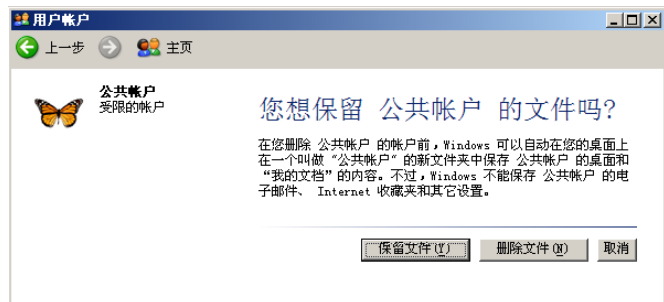 用户帐户
上一步 主页
公共帐户
受限的帐户
您想保留 公共帐户 的文件吗?
在您删除 公共帐户 的帐户前，Windows 可以自动在您的桌面上
在一个叫做 “公共帐户” 的新文件夹中保存 公共帐户 的桌面和
“我的文档” 的内容。不过，Windows 不能保存 公共帐户 的电
子邮件、 Internet 收藏夹和其它设置。
保留文件(Y) 删除文件(N) 取消